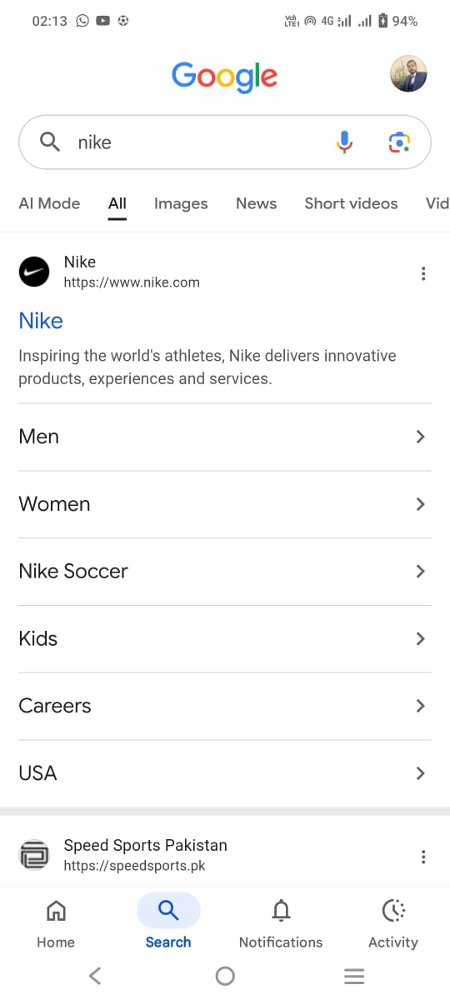 02:13
4G 94%
Google
nike
AI Mode All Images News Short videos Vid
Nike
https://www.nike.com
Nike
Inspiring the world's athletes, Nike delivers innovative
products, experiences and services.
Men
Women
Nike Soccer
Kids
Careers
USA
Speed Sports Pakistan
https://speedsports.pk
Home Search Notifications Activity